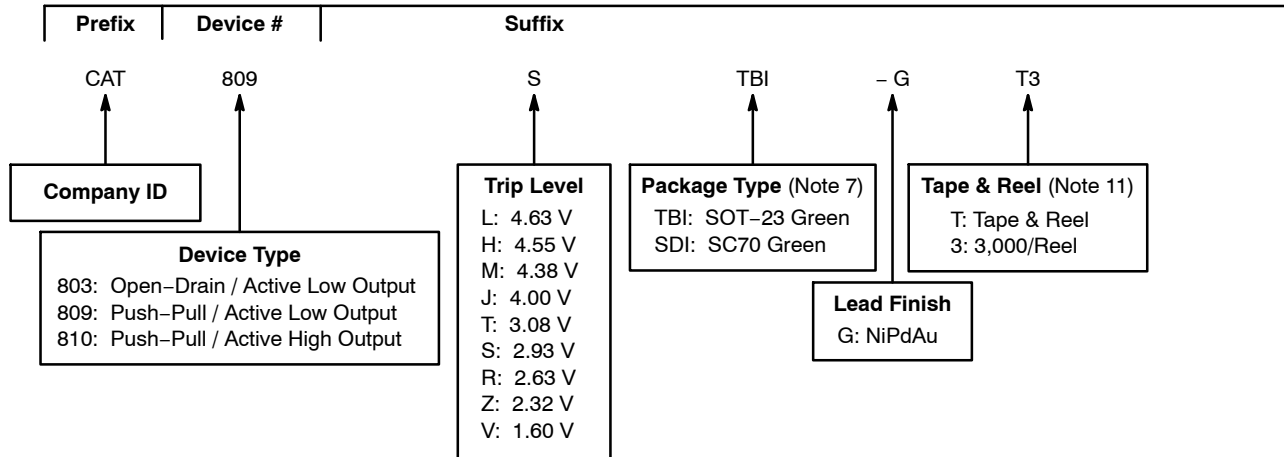 Prefix Device # Suffix
CAT 809 S TBI – G T3
Company ID
Device Type
803: Open−Drain / Active Low Output
809: Push−Pull / Active Low Output
810: Push−Pull / Active High Output
Trip Level
L: 4.63 V
H: 4.55 V
M: 4.38 V
J: 4.00 V
T: 3.08 V
S: 2.93 V
R: 2.63 V
Z: 2.32 V
V: 1.60 V
Package Type (Note 7)
TBI: SOT−23 Green
SDI: SC70 Green
Lead Finish
G: NiPdAu
Tape & Reel (Note 11)
T: Tape & Reel
3: 3,000/Reel